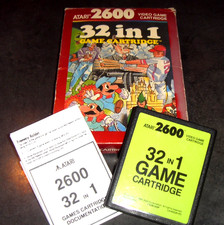 ATARI 2600 VIDEO GAME
CARTRIDGE
32 in 1
GAME CARTRIDGE
ATARI
2600
32 IN 1
GAMES CARTRIDGE
DOCUMENTATION
ATARI 2600
32 IN 1
GAME
CARTRIDGE